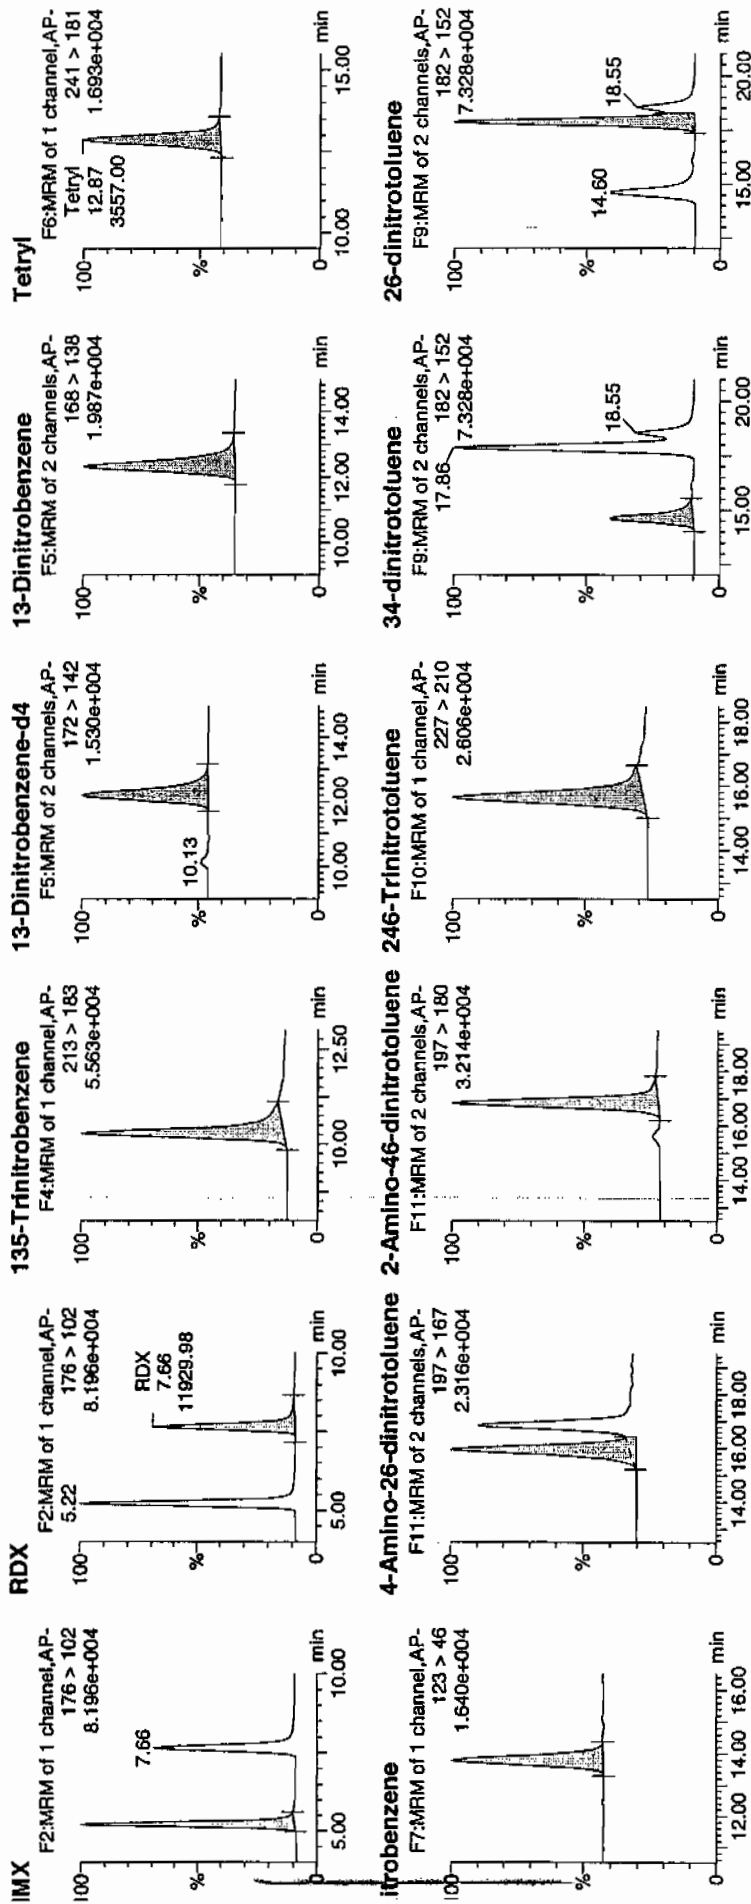 IMX
F2:MRM of 1 channel,AP-
176 > 102
8.196e+004
100
7.66
%
0
5.00
10.00
min
RDX
F2:MRM of 1 channel,AP-
176 > 102
8.196e+004
5.22
100
RDX
7.66
11929.98
%
0
5.00
10.00
min
135-Trinitrobenzene
F4:MRM of 1 channel,AP-
213 > 183
5.563e+004
100
%
0
10.00
12.50
min
13-Dinitrobenzene-d4
F5:MRM of 2 channels,AP-
172 > 142
1.530e+004
100
10.13
%
0
10.00
12.00
14.00
min
13-Dinitrobenzene
F5:MRM of 2 channels,AP-
168 > 138
1.987e+004
100
%
0
10.00
12.00
14.00
min
Tetryl
F6:MRM of 1 channel,AP-
241 > 181
1.693e+004
Tetryl
12.87
3557.00
100
%
0
10.00
15.00
min
itrobenzene
F7:MRM of 1 channel,AP-
123 > 46
1.640e+004
100
%
0
12.00
14.00
16.00
min
4-Amino-26-dinitrotoluene
F11:MRM of 2 channels,AP-
197 > 167
2.316e+004
100
%
0
14.00
16.00
18.00
min
2-Amino-46-dinitrotoluene
F11:MRM of 2 channels,AP-
197 > 180
3.214e+004
100
%
0
14.00
16.00
18.00
min
246-Trinitrotoluene
F10:MRM of 1 channel,AP-
227 > 210
2.606e+004
100
%
0
14.00
16.00
18.00
min
34-dinitrotoluene
F9:MRM of 2 channels,AP-
182 > 152
7.328e+004
17.86
100
18.55
%
0
15.00
20.00
min
26-dinitrotoluene
F9:MRM of 2 channels,AP-
182 > 152
7.328e+004
100
14.60
18.55
%
0
15.00
20.00
min